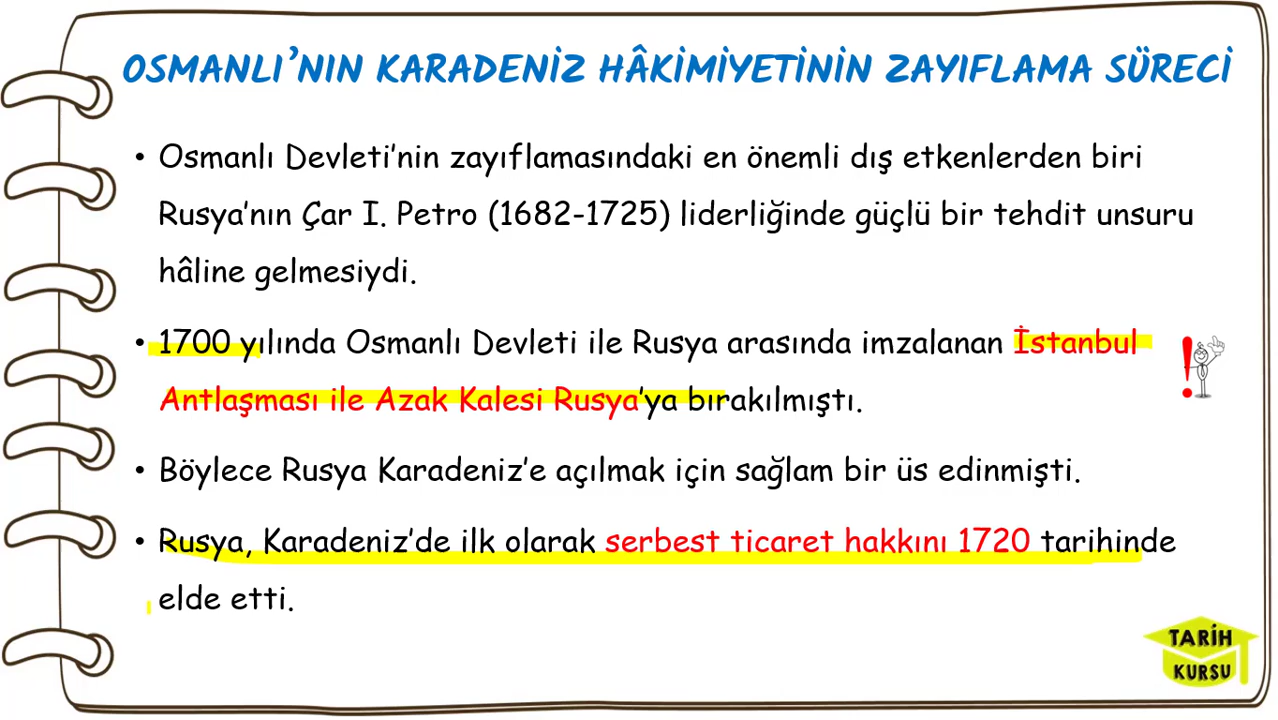 OSMANLI’NIN KARADENİZ HÂKİMİYETİNİN ZAYIFLAMA SÜRECİ
• Osmanlı Devleti’nin zayıflamasındaki en önemli dış etkenlerden biri
Rusya’nın Çar I. Petro (1682-1725) liderliğinde güçlü bir tehdit unsuru
hâline gelmesiydi.
• 1700 yılında Osmanlı Devleti ile Rusya arasında imzalanan İstanbul
Antlaşması ile Azak Kalesi Rusya’ya bırakılmıştı.
• Böylece Rusya Karadeniz’e açılmak için sağlam bir üs edinmişti.
• Rusya, Karadeniz’de ilk olarak serbest ticaret hakkını 1720 tarihinde
elde etti.
TARİH
KURSU